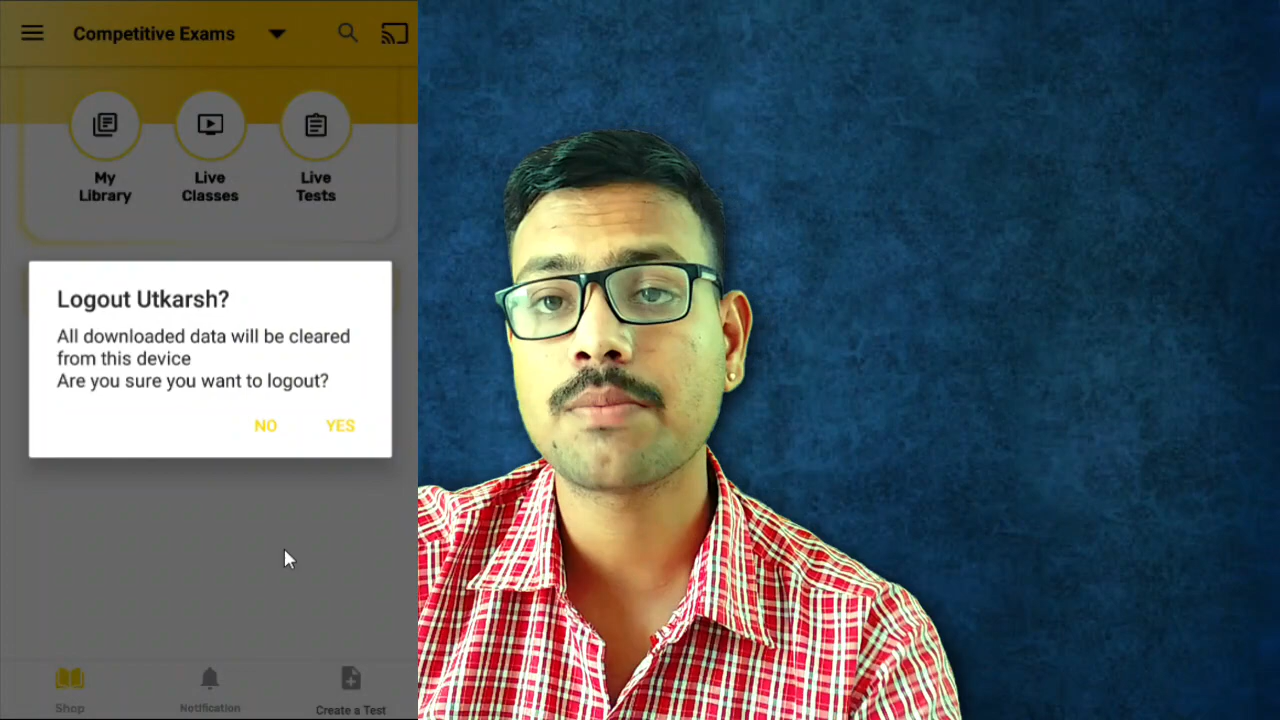 Competitive Exams
My
Library
Live
Classes
Live
Tests
Logout Utkarsh?
All downloaded data will be cleared
from this device
Are you sure you want to logout?
NO YES
Shop
Notification
Create a Test